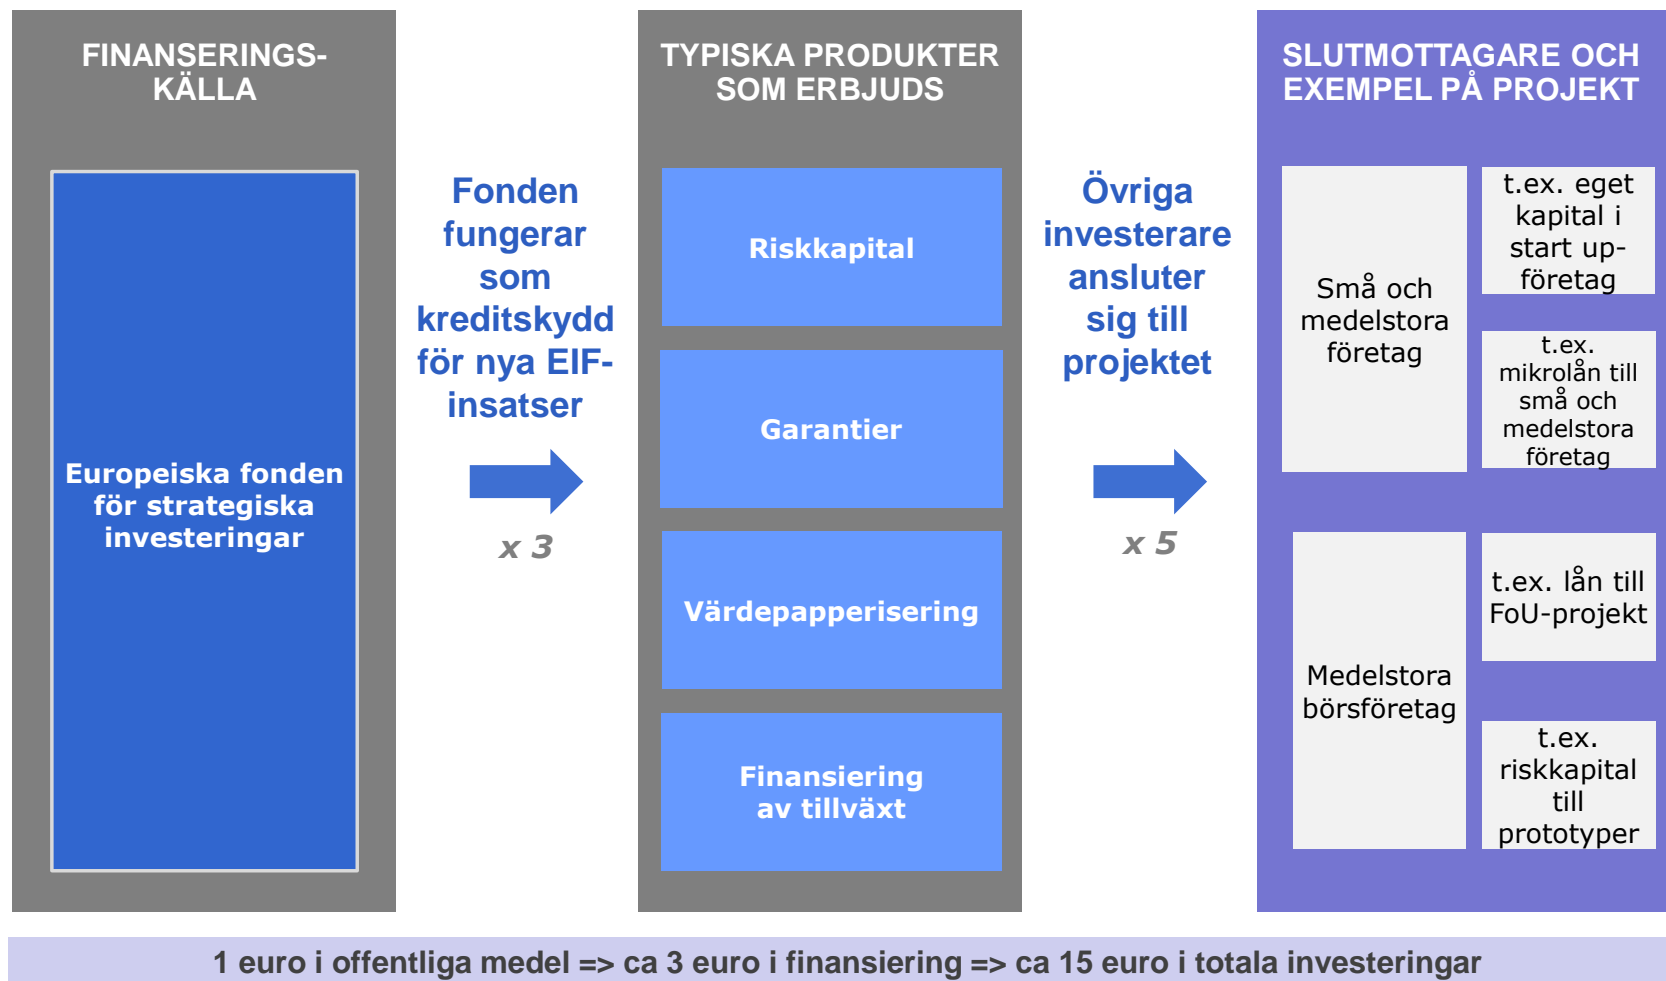 FINANSERINGS-
KÄLLA
Europeiska fonden
för strategiska
investeringar
Fonden
fungerar
som
kreditskydd
för nya EIF-
insatser
x 3
TYPISKA PRODUKTER
SOM ERBJUDS
Riskkapital
Garantier
Värdepapperisering
Finansiering
av tillväxt
Övriga
investerare
ansluter
sig till
projektet
x 5
SLUTMOTTAGARE OCH
EXEMPEL PÅ PROJEKT
Små och
medelstora
företag
t.ex. eget
kapital i
start up-
företag
t.ex.
mikrolån till
små och
medelstora
företag
Medelstora
börsföretag
t.ex. lån till
FoU-projekt
t.ex.
riskkapital
till
prototyper
1 euro i offentliga medel => ca 3 euro i finansiering => ca 15 euro i totala investeringar